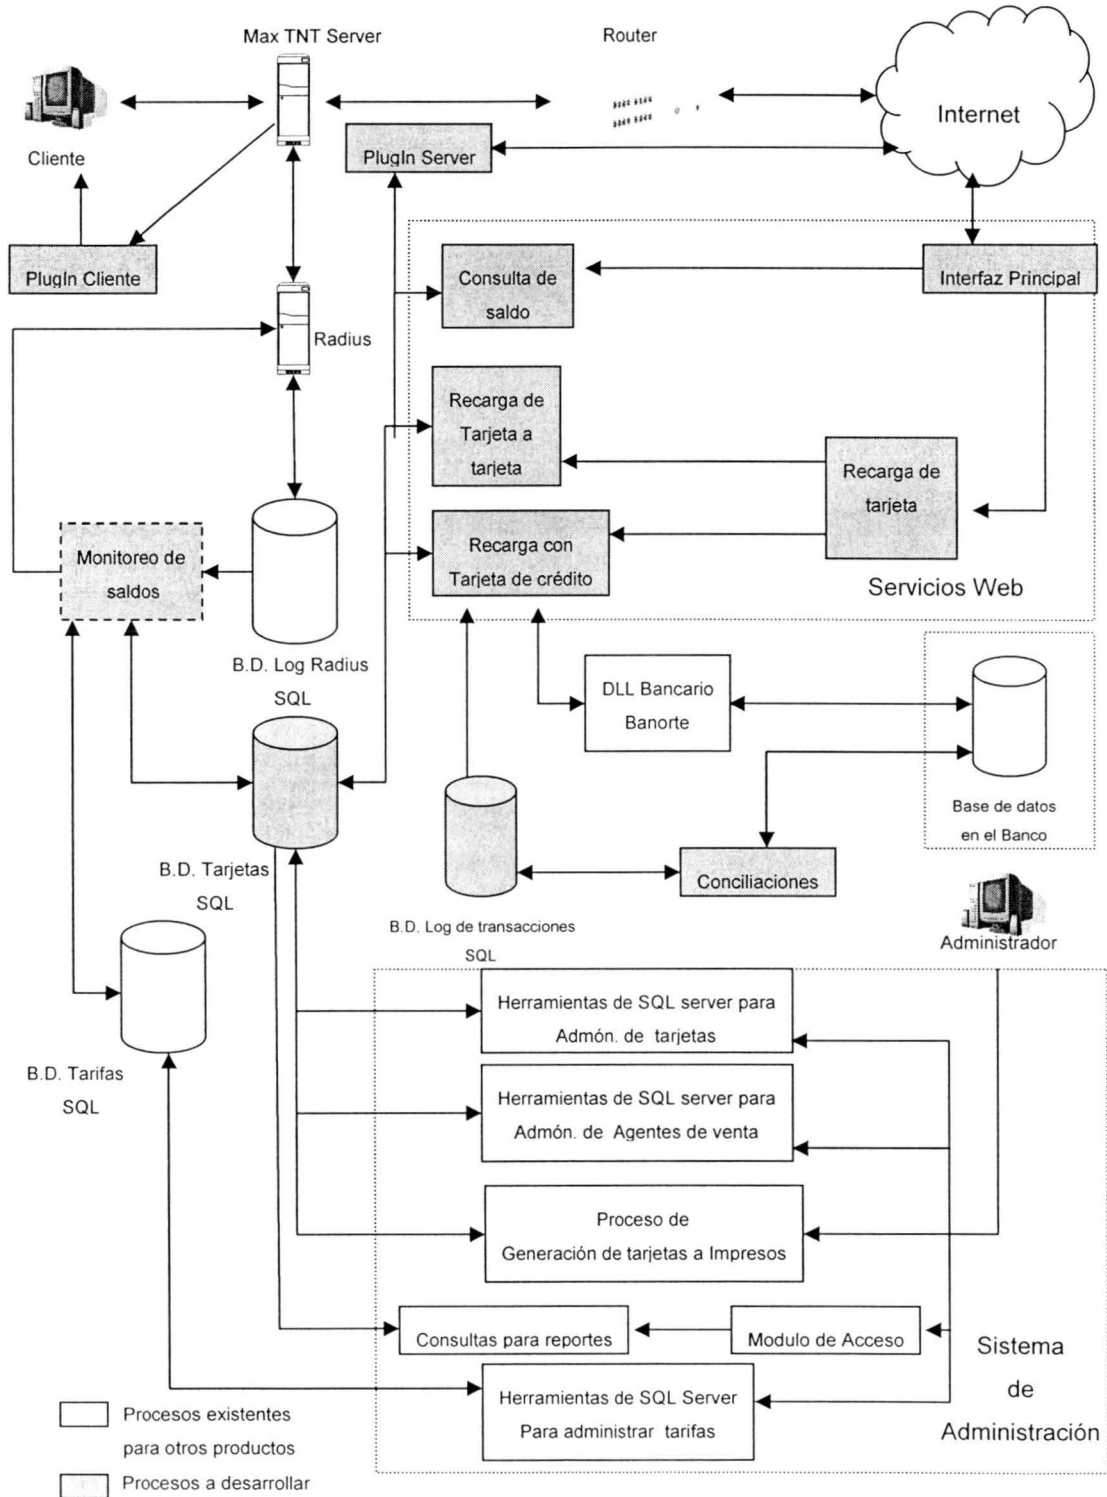 Max TNT Server
Router
Internet
Cliente
PlugIn Server
PlugIn Cliente
Consulta de
saldo
Interfaz Principal
Radius
Recarga de
Tarjeta a
tarjeta
Recarga de
tarjeta
Monitoreo de
saldos
Recarga con
Tarjeta de crédito
Servicios Web
B.D. Log Radius
SQL
DLL Bancario
Banorte
Base de datos
en el Banco
B.D. Tarjetas
SQL
Conciliaciones
B.D. Log de transacciones
SQL
Administrador
Herramientas de SQL server para
Admón. de tarjetas
B.D. Tarifas
SQL
Herramientas de SQL server para
Admón. de Agentes de venta
Proceso de
Generación de tarjetas a Impresos
Consultas para reportes
Modulo de Acceso
Sistema
de
Administración
Herramientas de SQL Server
Para administrar tarifas
Procesos existentes
para otros productos
Procesos a desarrollar